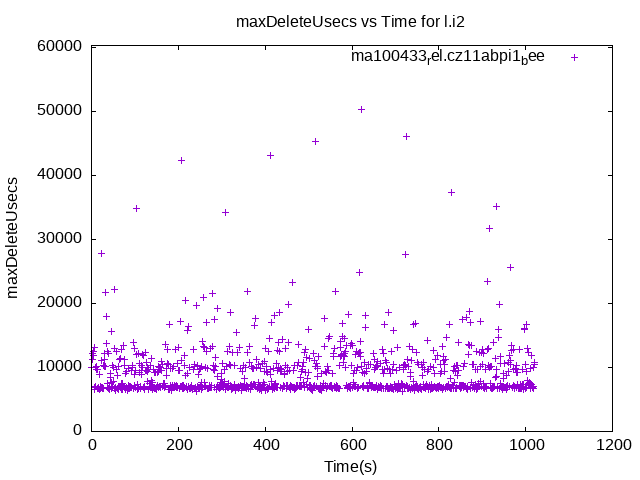 maxDeleteUsecs vs Time for l.i2
ma100433rel.cz11abpi1bee
60000
50000
40000
30000
20000
10000
0
maxDeleteUsecs
0 200 400 600 800 1000 1200
Time(s)